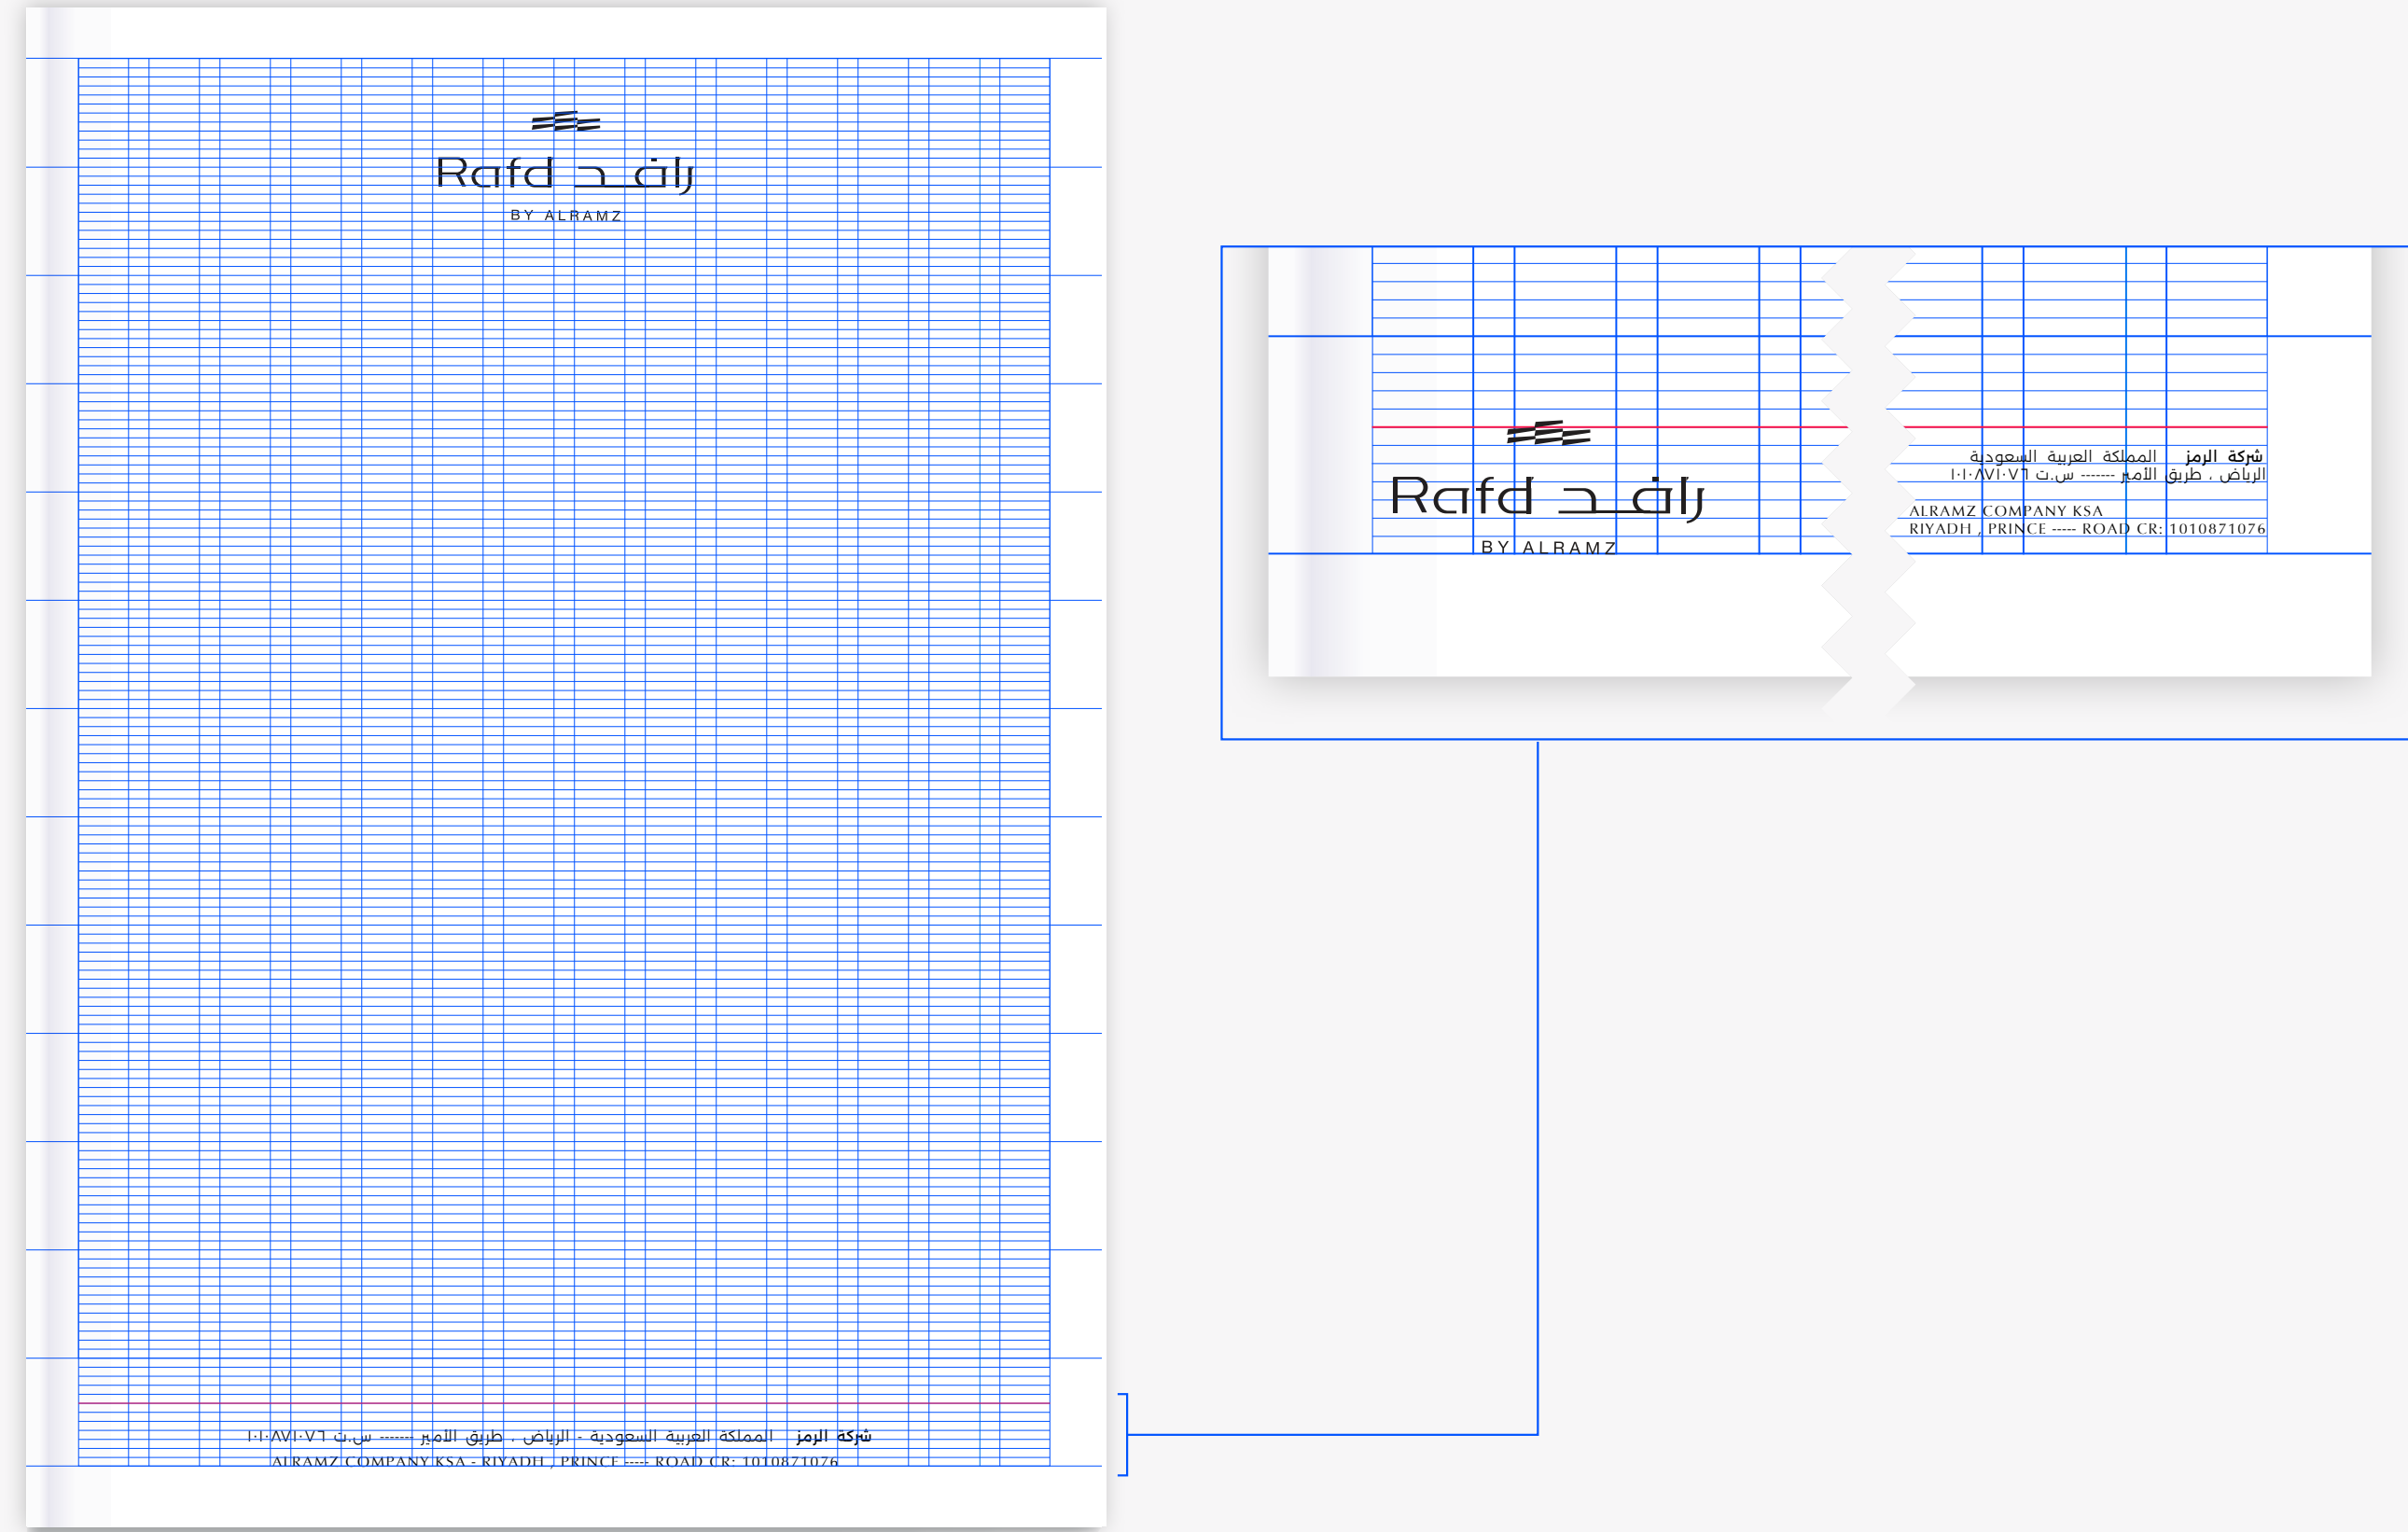 Rafd رافد
BY ALRAMZ
شركة الرمز المملكة العربية السعودية - الرياض ، طريق الأمير ------- س.ت ١٠١٠٨٧١٠٧٦
ALRAMZ COMPANY KSA - RIYADH , PRINCE ----- ROAD CR: 1010871076
Rafd رافد
BY ALRAMZ
شركة الرمز المملكة العربية السعودية
الرياض ، طريق الأمير ------- س.ت ١٠١٠٨٧١٠٧٦
ALRAMZ COMPANY KSA
RIYADH , PRINCE ----- ROAD CR: 1010871076